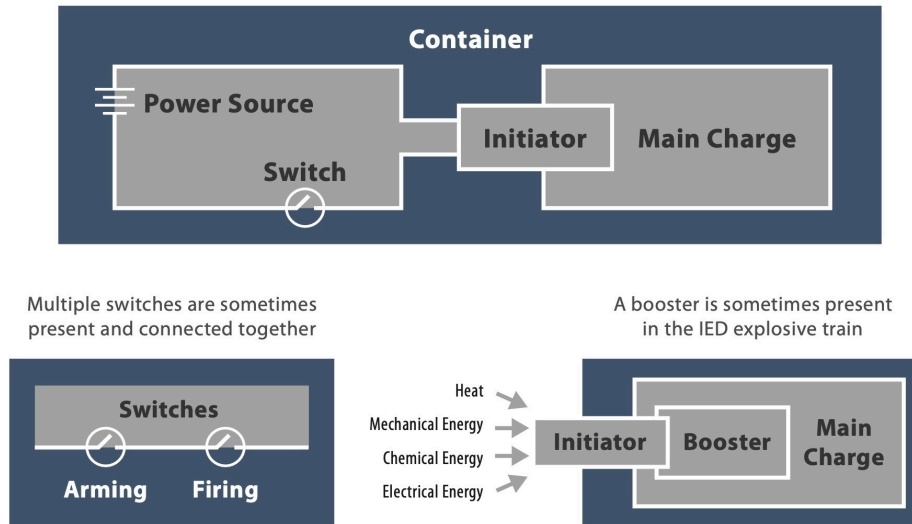 Container
Power Source
Initiator
Main Charge
Switch
Multiple switches are sometimes
present and connected together
Switches
Arming
Firing
A booster is sometimes present
in the IED explosive train
Heat
Mechanical Energy
Chemical Energy
Electrical Energy
Initiator
Booster
Main
Charge